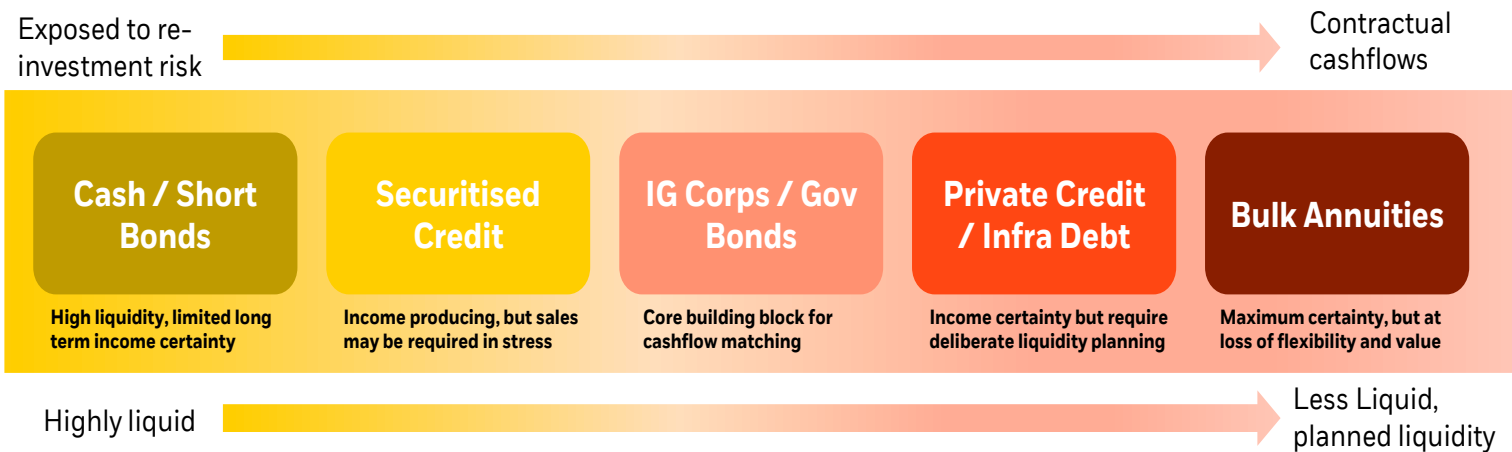 Exposed to re-
investment risk
Contractual
cashflows
Cash / Short
Bonds
Securitised
Credit
IG Corps / Gov
Bonds
Private Credit
/ Infra Debt
Bulk Annuities
High liquidity, limited long
term income certainty
Income producing, but sales
may be required in stress
Core building block for
cashflow matching
Income certainty but require
deliberate liquidity planning
Maximum certainty, but at
loss of flexibility and value
Highly liquid
Less Liquid,
planned liquidity